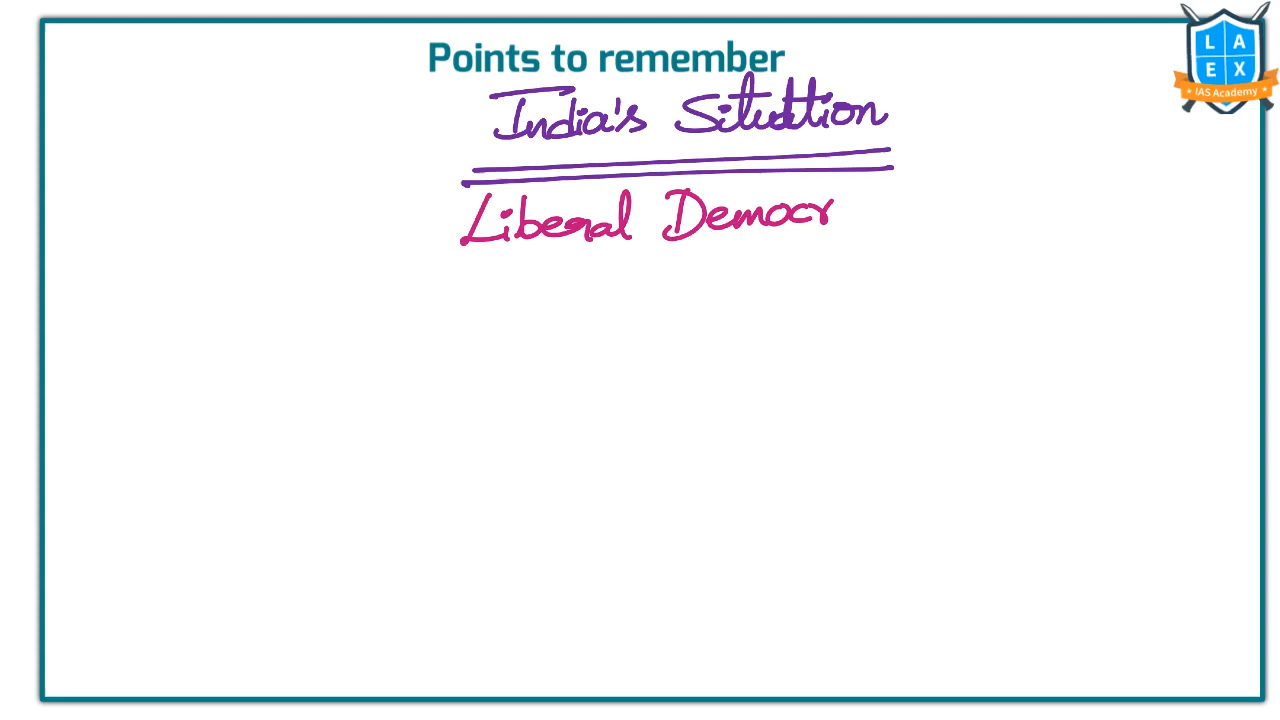 Points to remember
India's Situation
Liberal Democr
L A
E X
IAS Academy